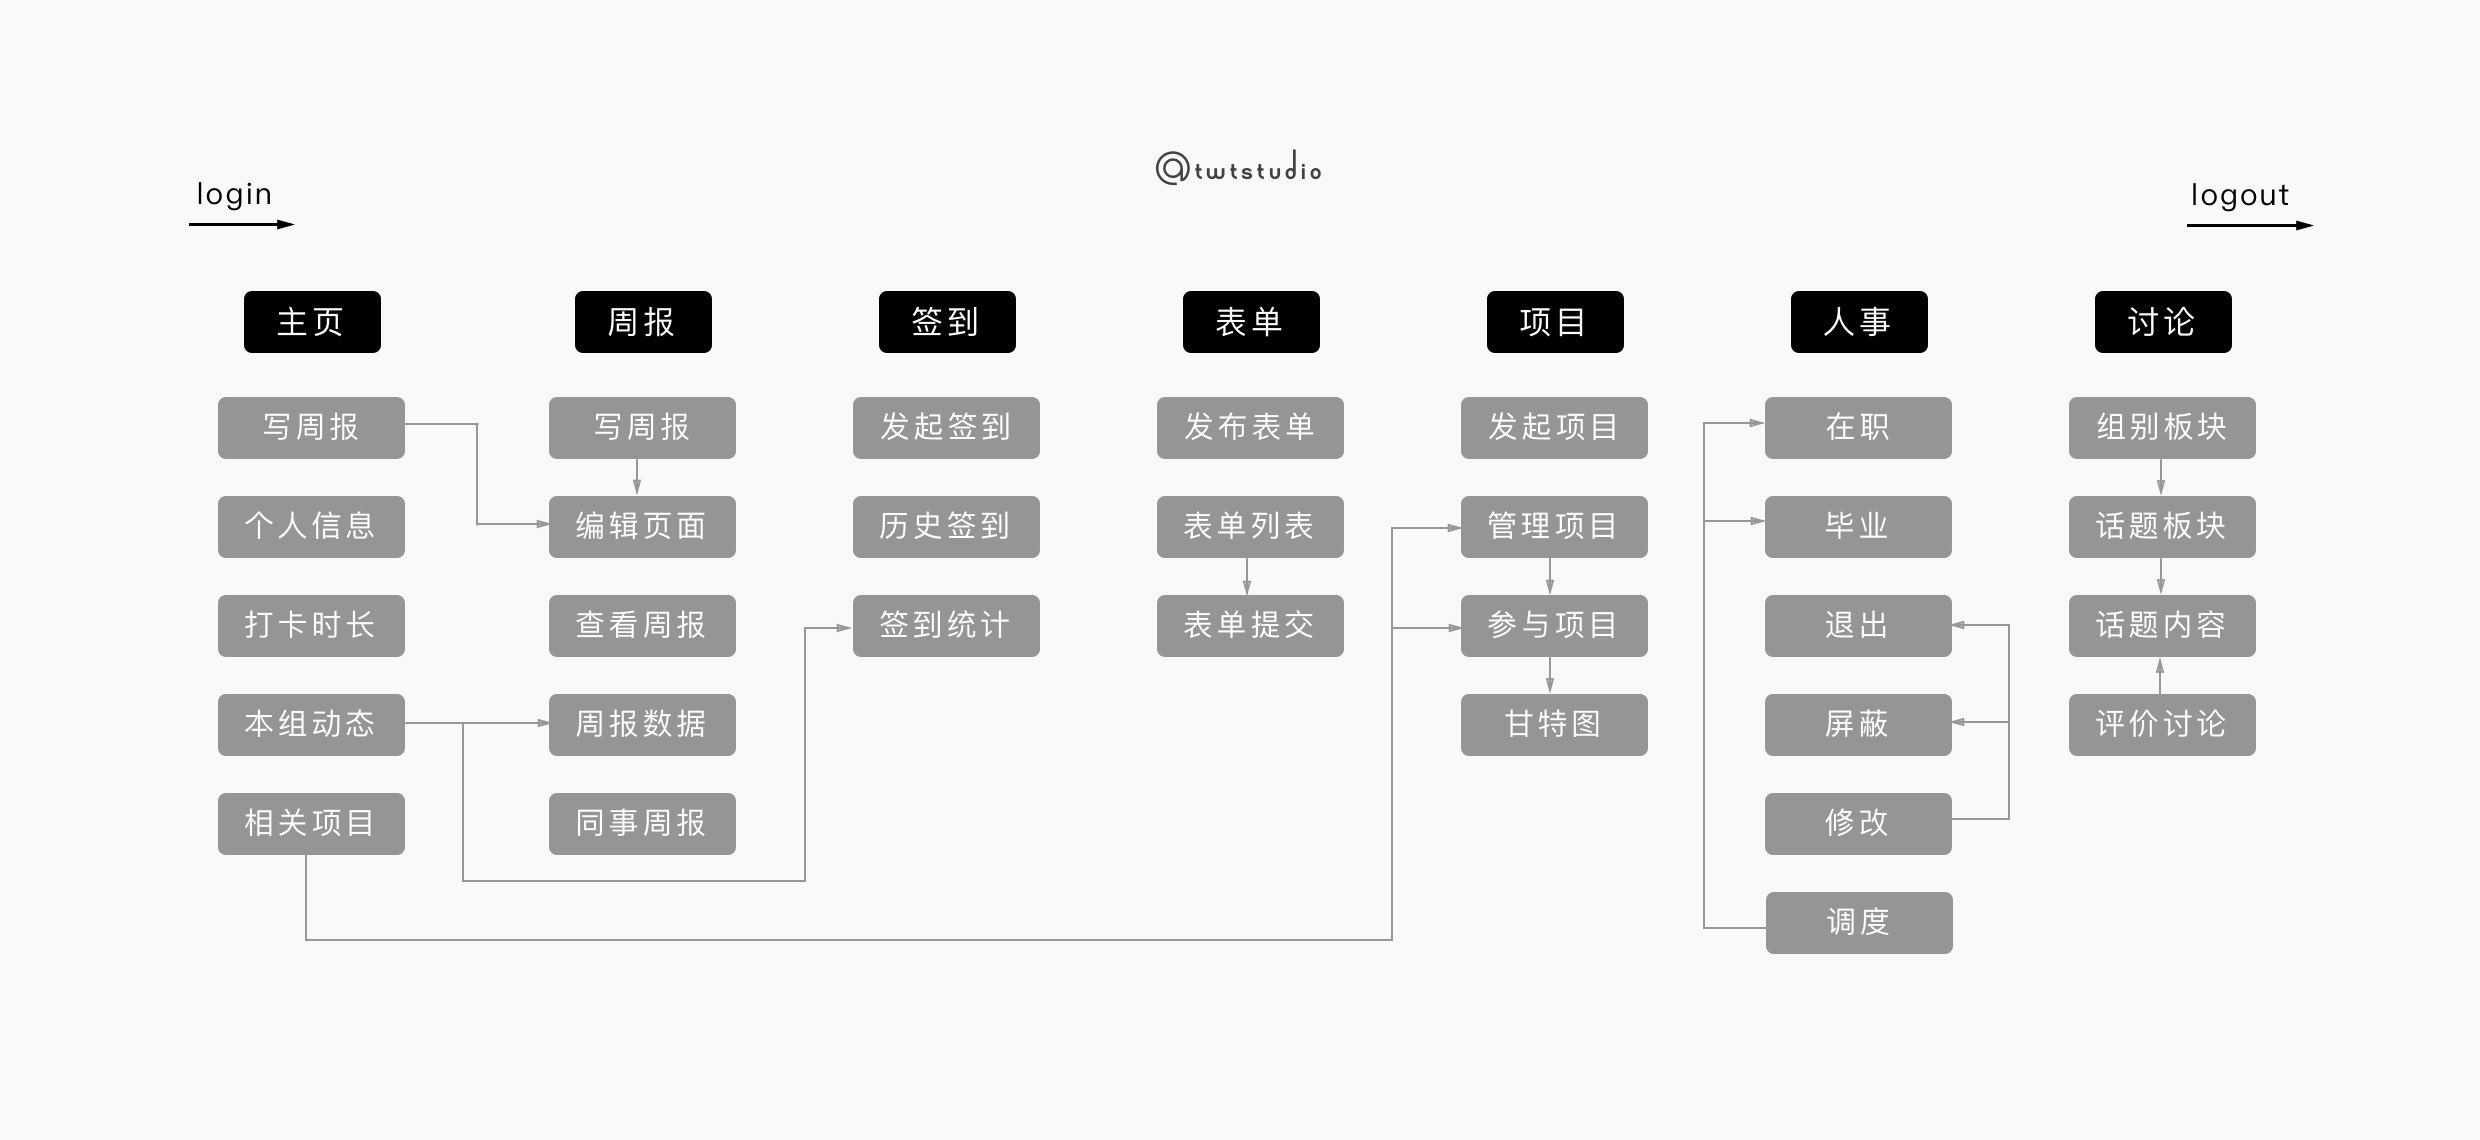 @twtstudio
login
logout
主页
周报
签到
表单
项目
人事
讨论
写周报
写周报
发起签到
发布表单
发起项目
在职
组别板块
个人信息
编辑页面
历史签到
表单列表
管理项目
毕业
话题板块
打卡时长
查看周报
签到统计
表单提交
参与项目
退出
话题内容
本组动态
周报数据
甘特图
屏蔽
评价讨论
相关项目
同事周报
修改
调度